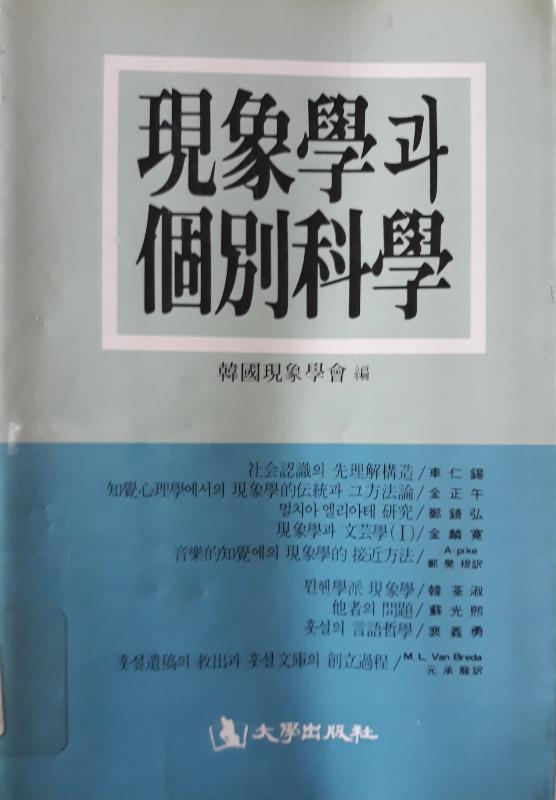 現象學과
個別科學
韓國現象學會 編
社会認識의 先理解構造/車仁錫
知覺心理學에서의 現象學的伝統과 그方法論/金正午
멀치아 엘리아데 硏究/鄭鎭弘
現象學과 文芸學(I)/金麟寬
音樂的知覺에의 現象學的 接近方法/A-pike
鄭 根訳
뮌헨學派 現象學/韓荃淑
他者의 問題/蘇光熙
훗설의 言語哲學/裵義勇
훗설遺稿의 救出과 훗설文庫의 創立過程/M. L. Van Breda
元承龍訳
大學出版社